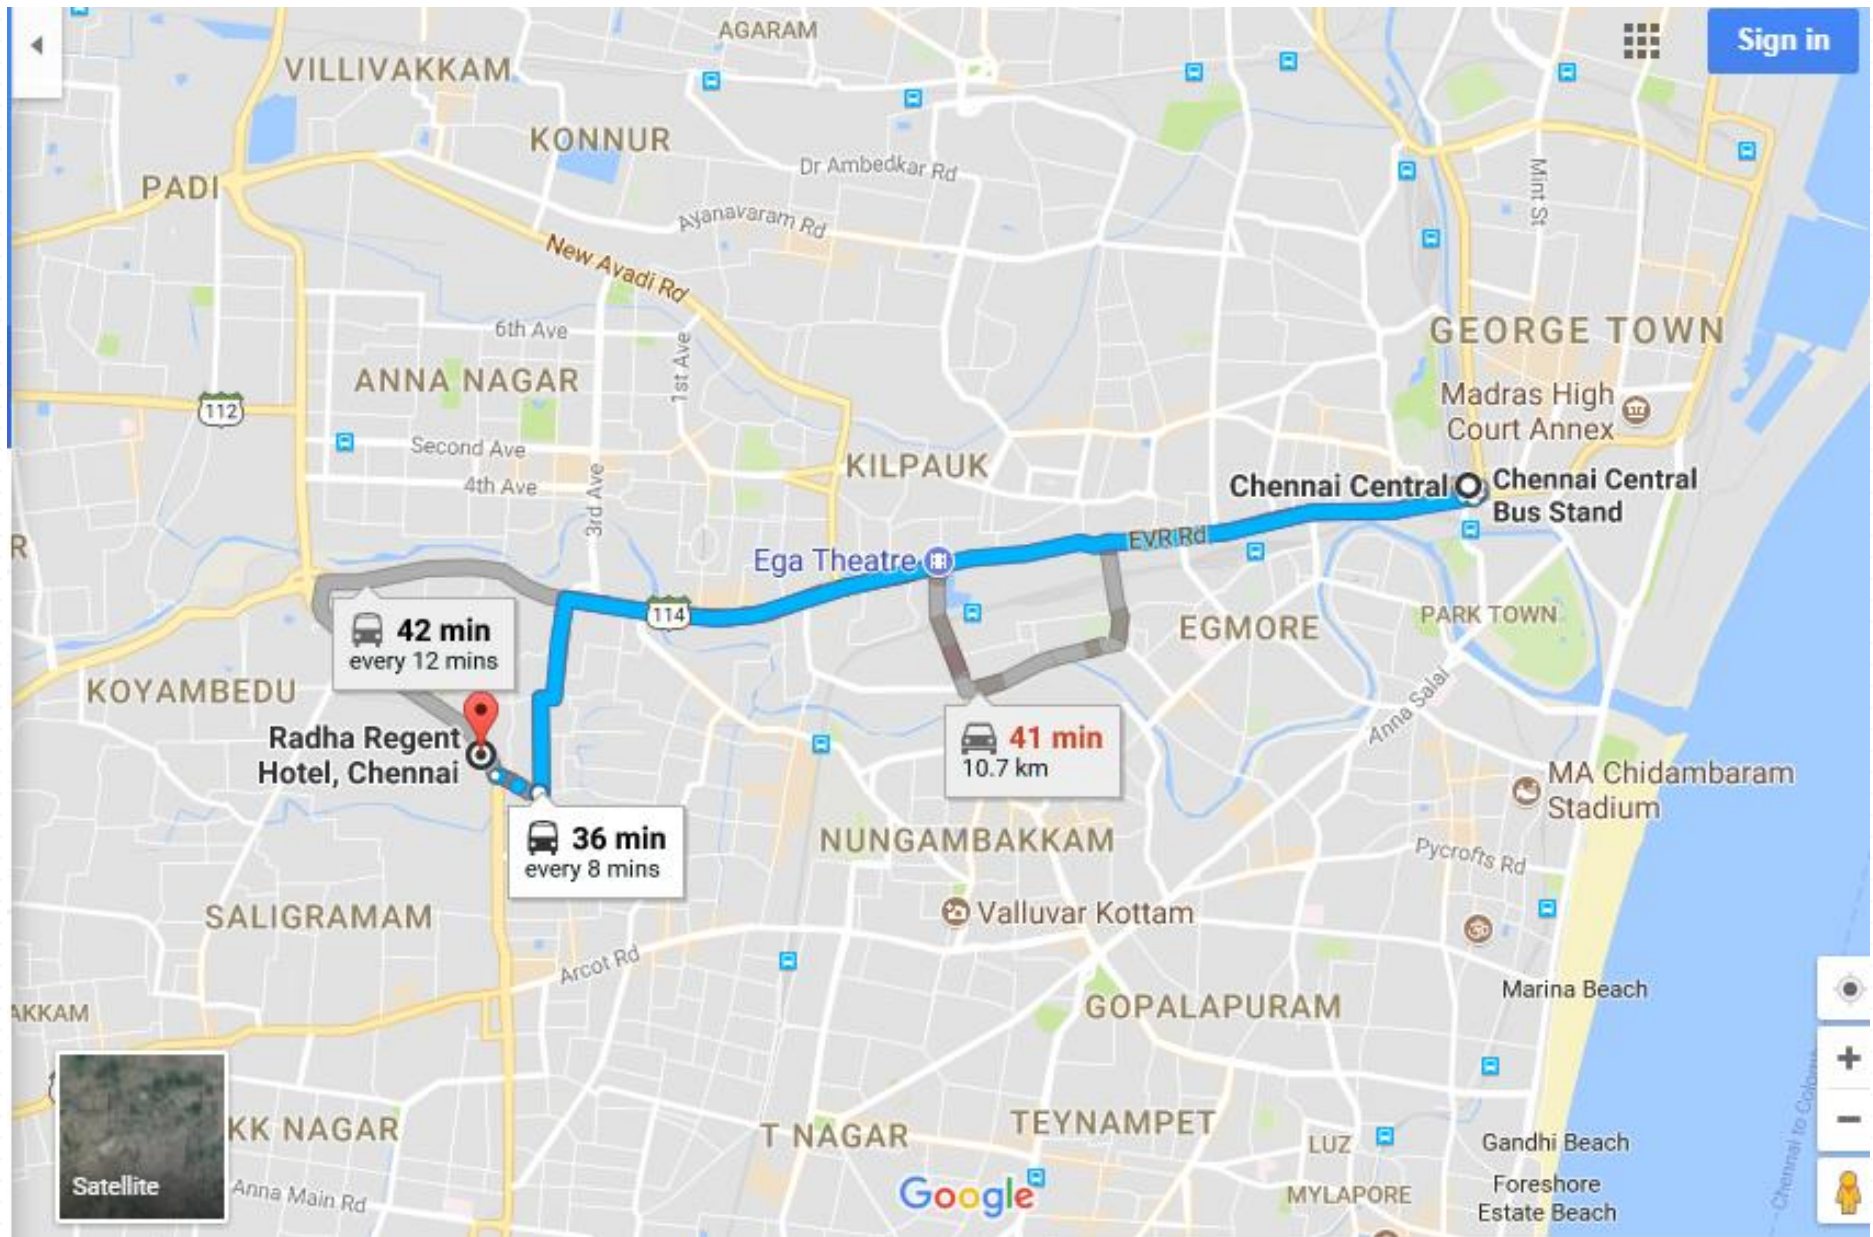 AGARAM
Sign in
VILLIVAKKAM
KONNUR
Dr Ambedkar Rd
PADI
Mint St
Ayanavaram Rd
New Avadi Rd
6th Ave
GEORGE TOWN
1st Ave
ANNA NAGAR
112
Madras High
Court Annex
Second Ave
KILPAUK
4th Ave
3rd Ave
Chennai Central
Chennai Central
Bus Stand
R
EVR Rd
Ega Theatre
114
EGMORE
PARK TOWN
42 min
every 12 mins
KOYAMBEDU
Anna Salai
Radha Regent
Hotel, Chennai
41 min
10.7 km
MA Chidambaram
Stadium
36 min
every 8 mins
NUNGAMBAKKAM
Pycrofts Rd
SALIGRAMAM
Valluvar Kottam
Arcot Rd
Marina Beach
AKKAM
GOPALAPURAM
KK NAGAR
T NAGAR
TEYNAMPET
LUZ
Gandhi Beach
Satellite
Anna Main Rd
Google
MYLAPORE
Foreshore
Estate Beach
Chennai to